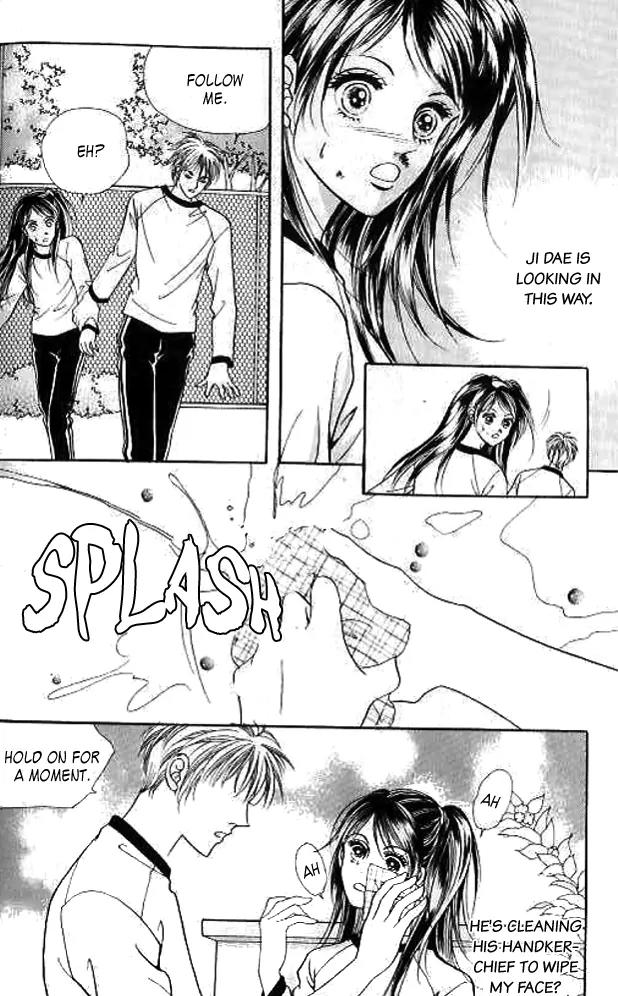 FOLLOW
ME.
EH?
JI DAE IS
LOOKING IN
THIS WAY.
SPLASH
HOLD ON FOR
A MOMENT.
AH
AH
HE'S CLEANING
HIS HANDKER-
CHIEF TO WIPE
MY FACE?